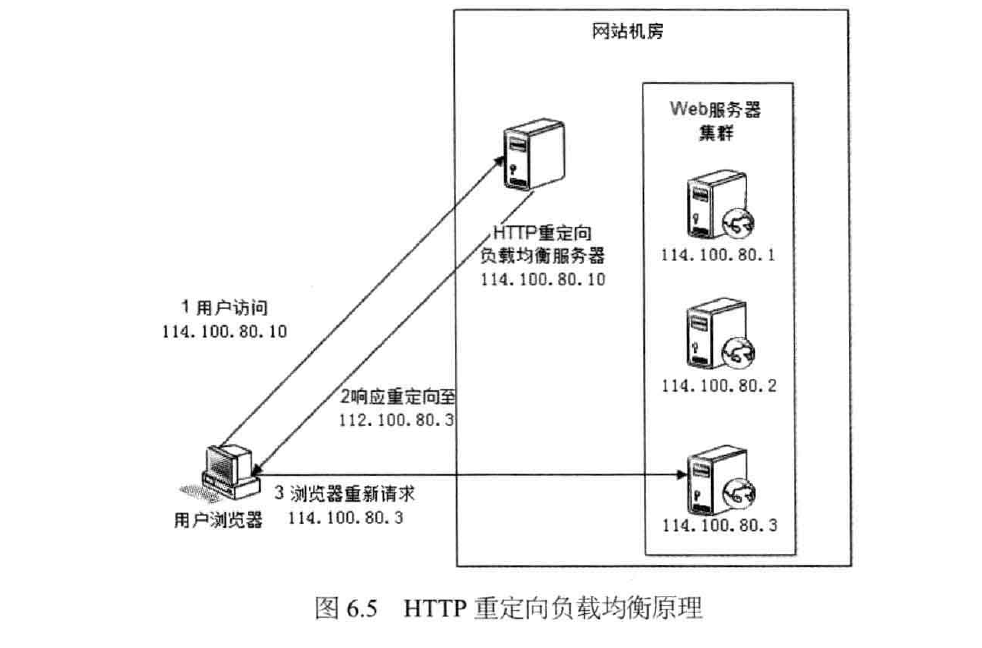 网站机房
Web服务器
集群
114.100.80.1
HTTP重定向
负载均衡服务器
114.100.80.10
1 用户访问
114.100.80.10
114.100.80.2
2响应重定向至
112.100.80.3
3 浏览器重新请求
114.100.80.3
用户浏览器
114.100.80.3
图 6.5 HTTP 重定向负载均衡原理